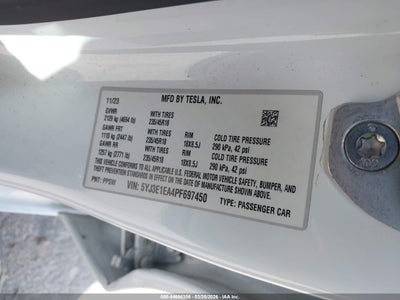 MFD BY TESLA, INC.
11/23
GVWR
2129 kg (4694 lb)
GAWR FRT
1110 kg (2447 lb)
GAWR RR
1257 kg (2771 lb)
WITH TIRES
235/45R18
WITH TIRES
235/45R18
WITH TIRES
235/45R18
RIM
18X8.5J
RIM
18X8.5J
COLD TIRE PRESSURE
290 kPa, 42 psi
COLD TIRE PRESSURE
290 kPa, 42 psi
THIS VEHICLE CONFORMS TO ALL APPLICABLE U.S. FEDERAL MOTOR VEHICLE SAFETY, BUMPER, AND
THEFT PREVENTION STANDARDS IN EFFECT ON THE DATE OF MANUFACTURE SHOWN ABOVE.
PNT: PPSW
VIN: 5YJ3E1EA4PF697450
TYPE: PASSENGER CAR